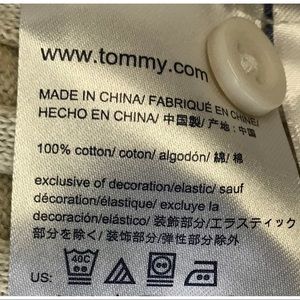 www.tommy.com
MADE IN CHINA/ FABRIQUÉ EN CHINE/
HECHO EN CHINA/ 中国製/ 产地: 中国
100% cotton/ coton/ algodón/ 綿/ 棉
exclusive of decoration/elastic/ sauf
décoration/élastique/ excluye la
decoración/elástico/ 装飾部分/エラスティック
部分を除く/ 装饰部分/弹性部分除外
40C
US: